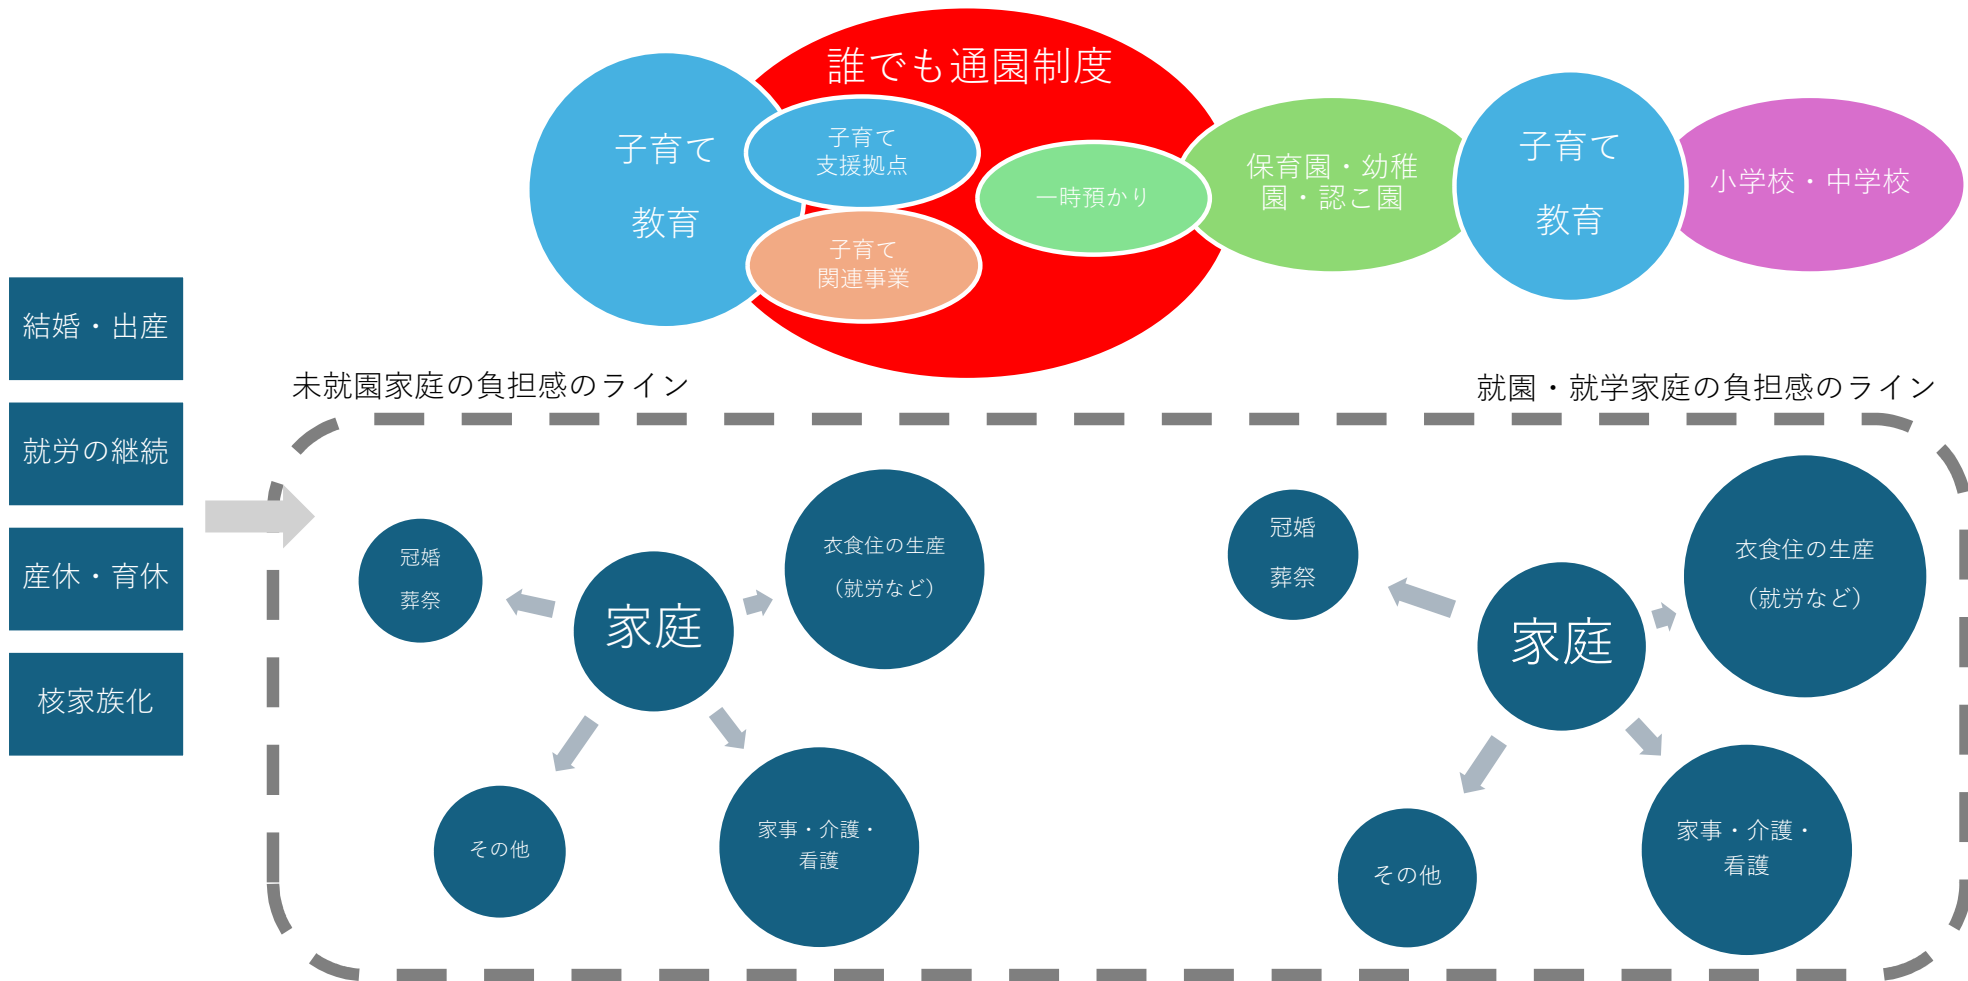 誰でも通園制度
子育て
教育
子育て
支援拠点
子育て
関連事業
一時預かり
保育園・幼稚
園・認こ園
子育て
教育
小学校・中学校
結婚・出産
就労の継続
産休・育休
核家族化
未就園家庭の負担感のライン
就園・就学家庭の負担感のライン
冠婚
葬祭
家庭
衣食住の生産
（就労など）
その他
家事・介護・
看護
冠婚
葬祭
家庭
衣食住の生産
（就労など）
その他
家事・介護・
看護